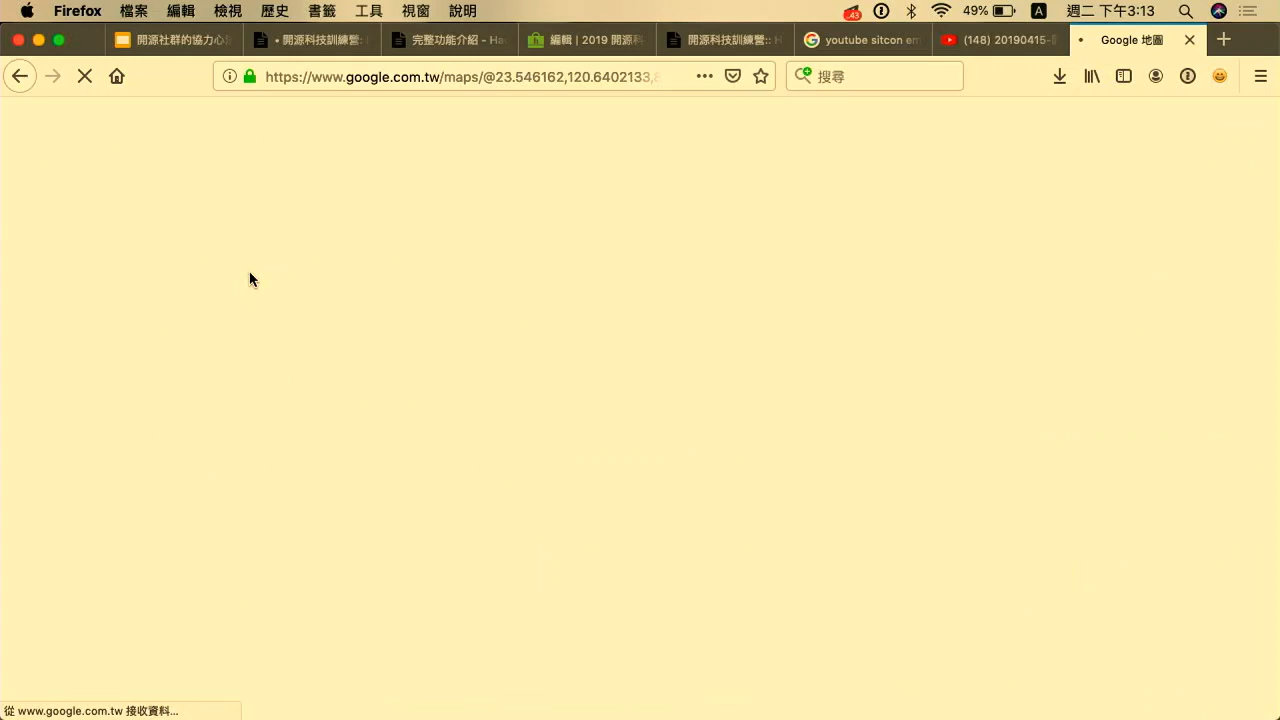 Firefox 檔案 編輯 檢視 歷史 書籤 工具 視窗 說明 43 49% A 週二 下午3:13
開源社群的協力心 • 開源科技訓練營: 完整功能介紹 - Ha 編輯 | 2019 開源科 開源科技訓練營:: H youtube sitcon em (148) 20190415- Google 地圖
https://www.google.com.tw/maps/@23.546162,120.6402133, 搜尋
從 www.google.com.tw 接收資料...